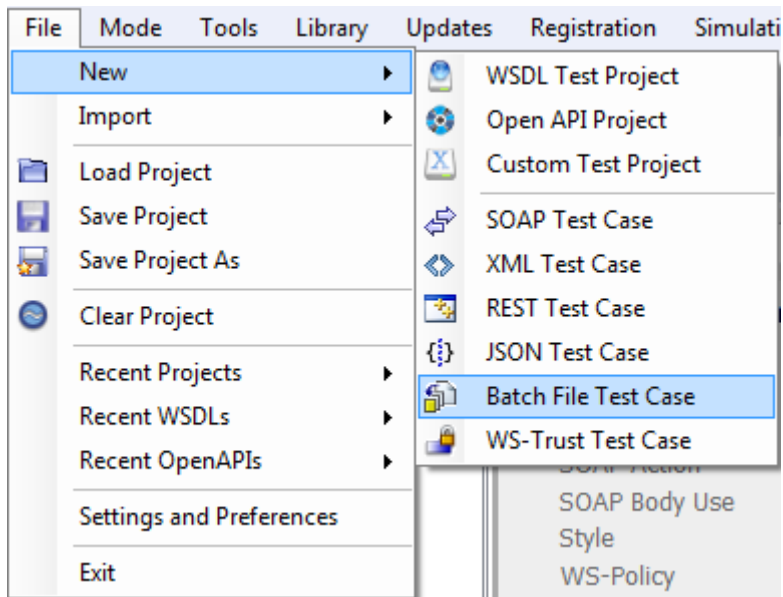 File Mode Tools Library Updates Registration Simulati
New
Import
Load Project
Save Project
Save Project As
Clear Project
Recent Projects
Recent WSDLs
Recent OpenAPIs
Settings and Preferences
Exit
WSDL Test Project
Open API Project
Custom Test Project
SOAP Test Case
XML Test Case
REST Test Case
JSON Test Case
Batch File Test Case
WS-Trust Test Case
SOAP Action
SOAP Body Use
Style
WS-Policy